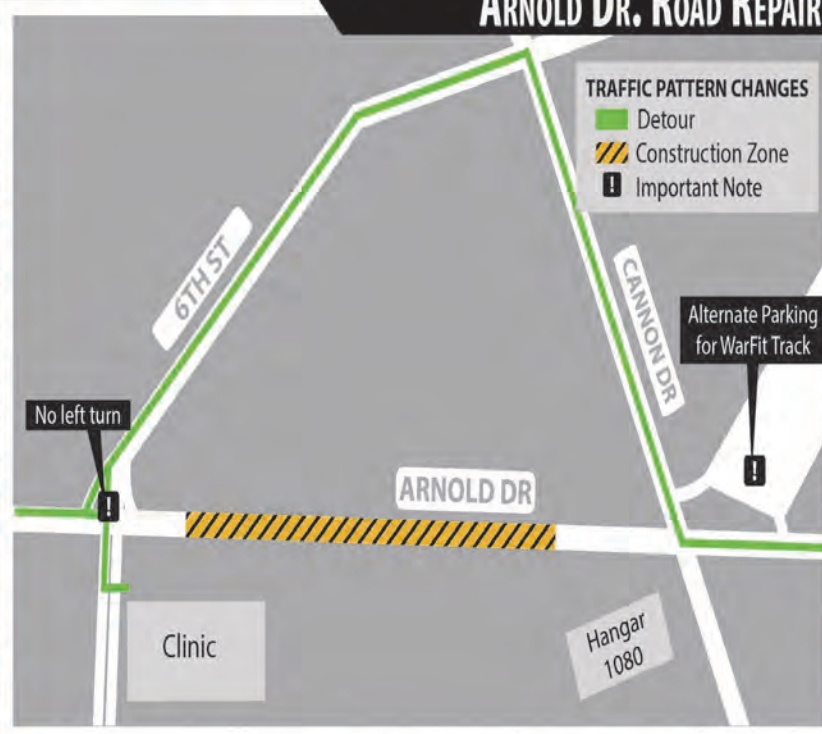 ARNOLD DR. ROAD REPAIR
TRAFFIC PATTERN CHANGES
Detour
Construction Zone
! Important Note
6TH ST
CANNON DR
Alternate Parking
for WarFit Track
!
No left turn
!
ARNOLD DR
Clinic
Hangar
1080